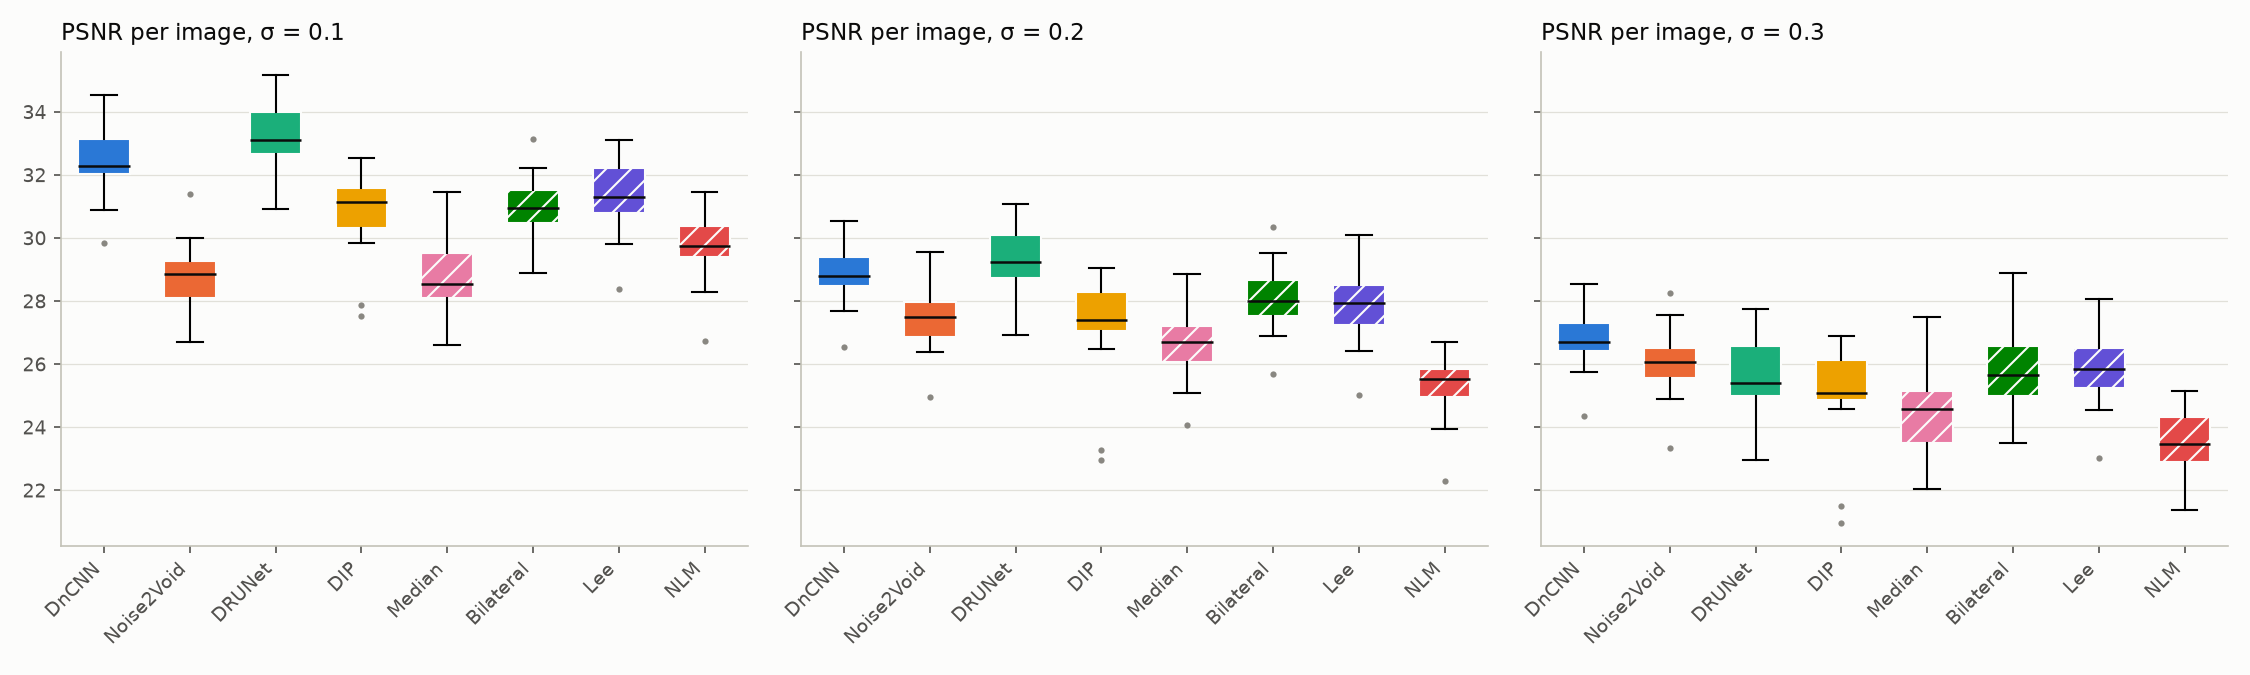 PSNR per image, σ = 0.1
34
32
30
28
26
24
22
DnCNN
Noise2Void
DRUNet
DIP
Median
Bilateral
Lee
NLM
PSNR per image, σ = 0.2
DnCNN
Noise2Void
DRUNet
DIP
Median
Bilateral
Lee
NLM
PSNR per image, σ = 0.3
DnCNN
Noise2Void
DRUNet
DIP
Median
Bilateral
Lee
NLM